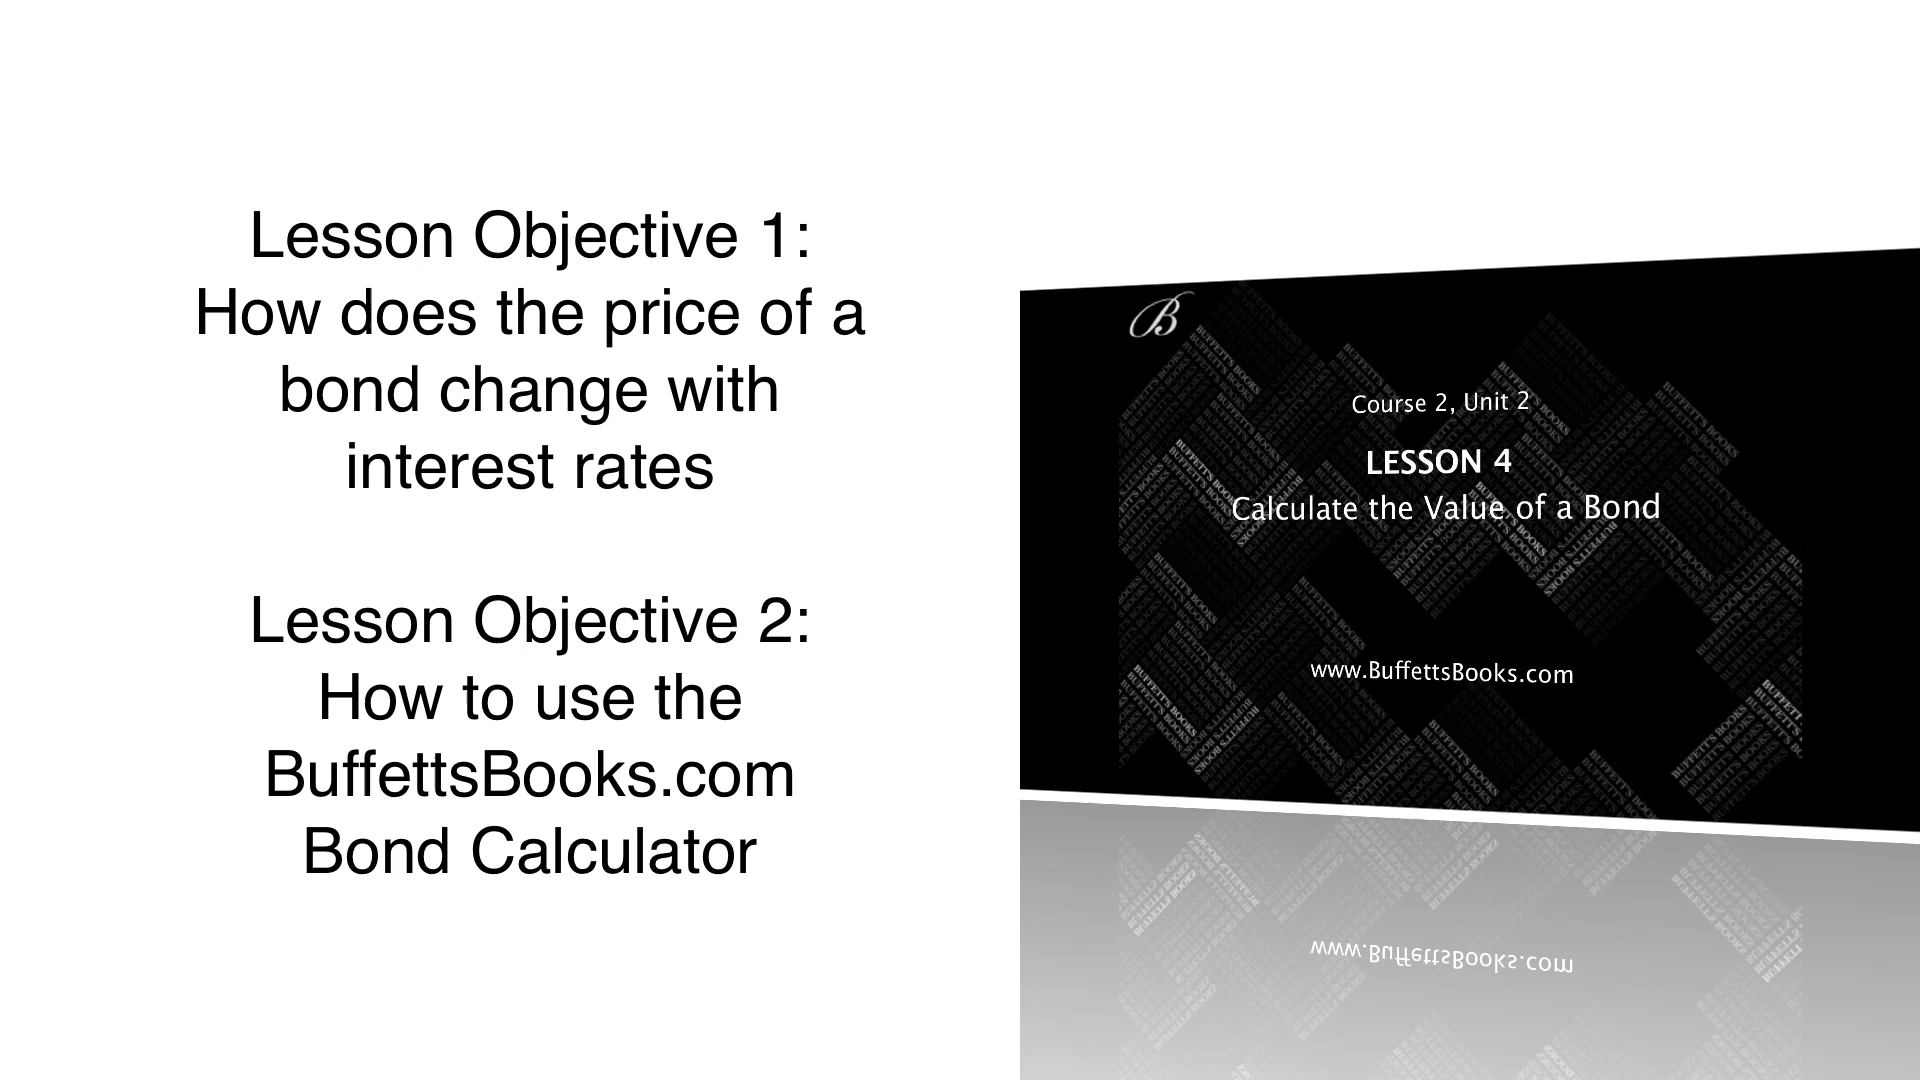 Lesson Objective 1:
How does the price of a
bond change with
interest rates
Lesson Objective 2:
How to use the
BuffettsBooks.com
Bond Calculator
B
Course 2, Unit 2
LESSON 4
Calculate the Value of a Bond
www.BuffettsBooks.com